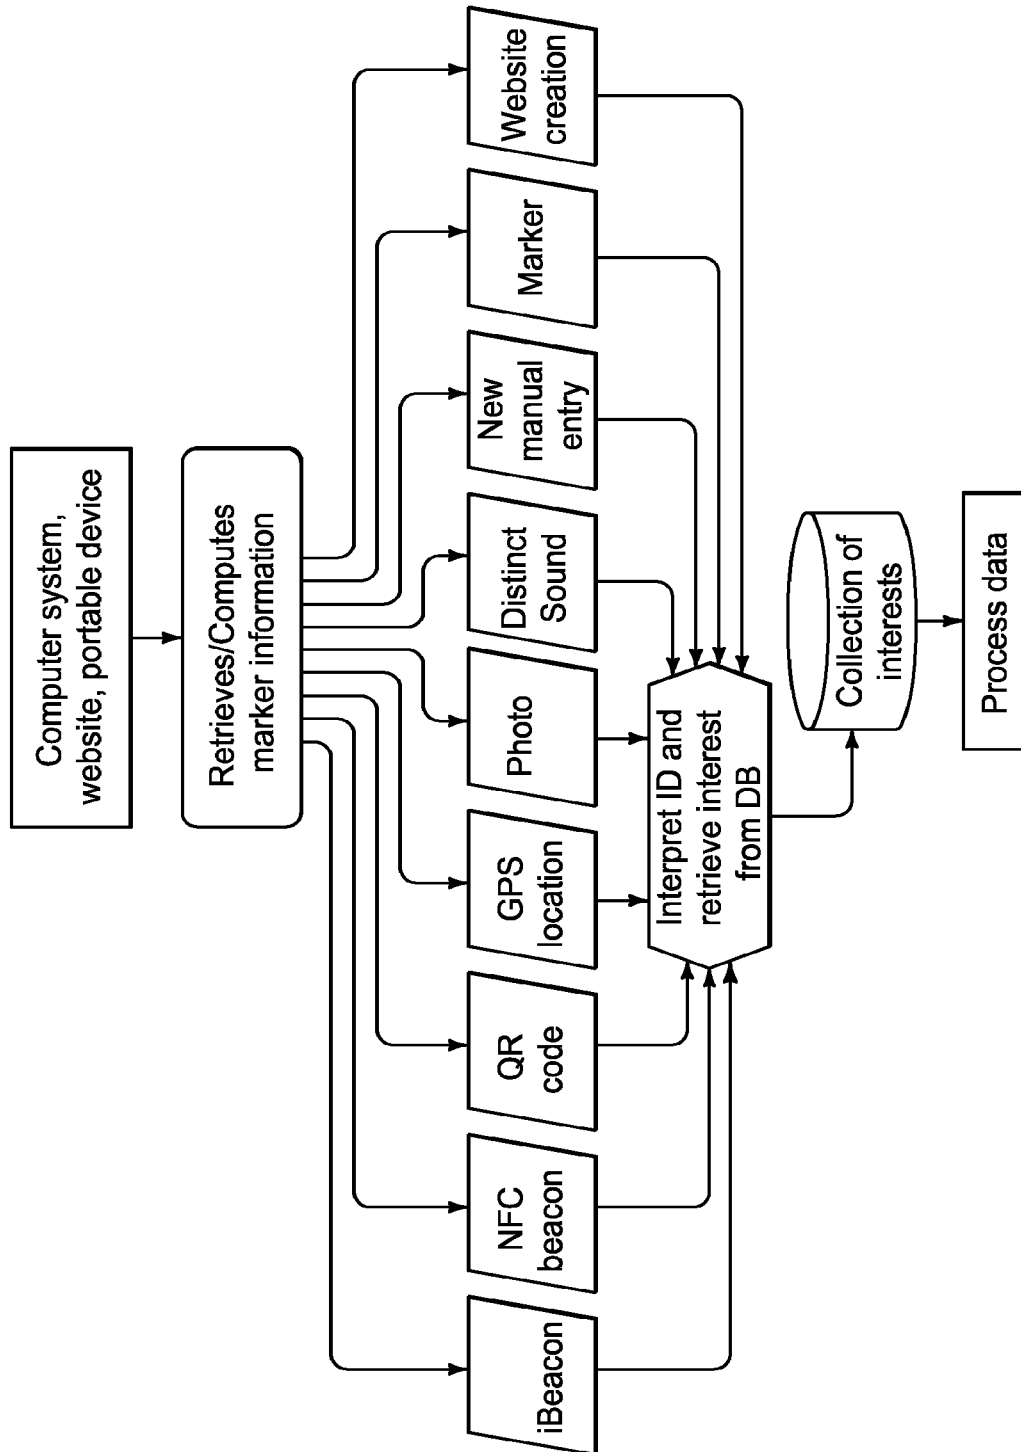 Computer system,
website, portable device
Retrieves/Computes
marker information
iBeacon
NFC
beacon
QR
code
GPS
location
Photo
Distinct
Sound
New
manual
entry
Marker
Website
creation
Interpret ID and
retrieve interest
from DB
Collection of
interests
Process data